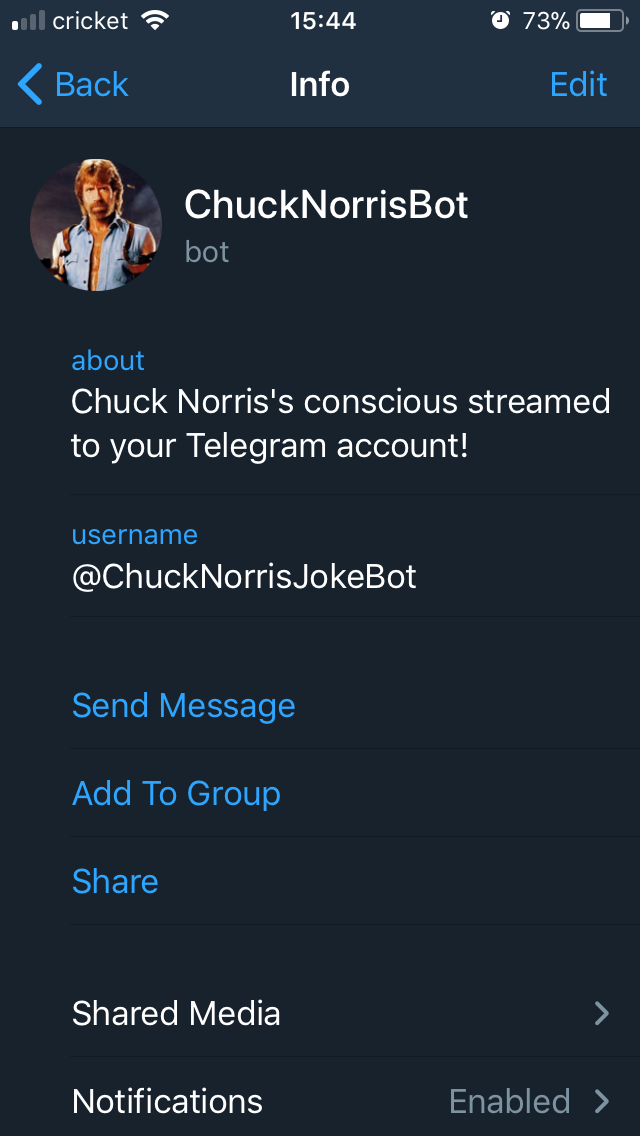 cricket 15:44 73%
Back Info Edit
ChuckNorrisBot
bot
about
Chuck Norris's conscious streamed
to your Telegram account!
username
@ChuckNorrisJokeBot
Send Message
Add To Group
Share
Shared Media
Notifications Enabled